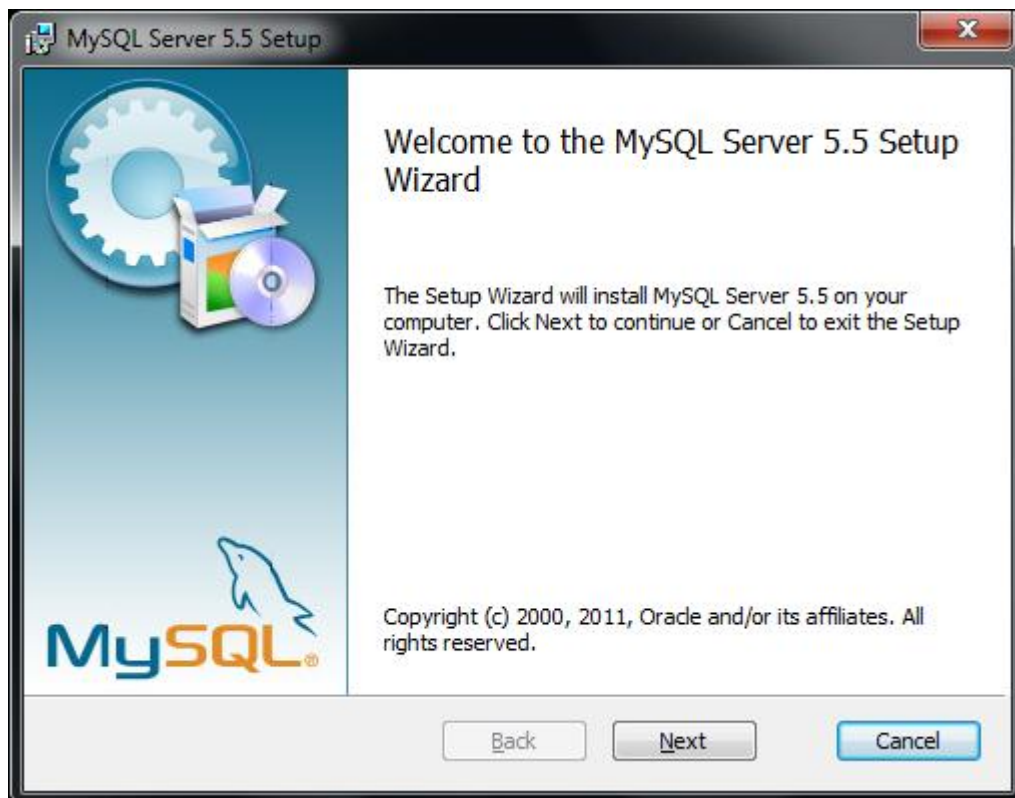 MySQL Server 5.5 Setup
Welcome to the MySQL Server 5.5 Setup
Wizard
The Setup Wizard will install MySQL Server 5.5 on your
computer. Click Next to continue or Cancel to exit the Setup
Wizard.
Copyright (c) 2000, 2011, Oracle and/or its affiliates. All
rights reserved.
MySQL®
Back Next Cancel